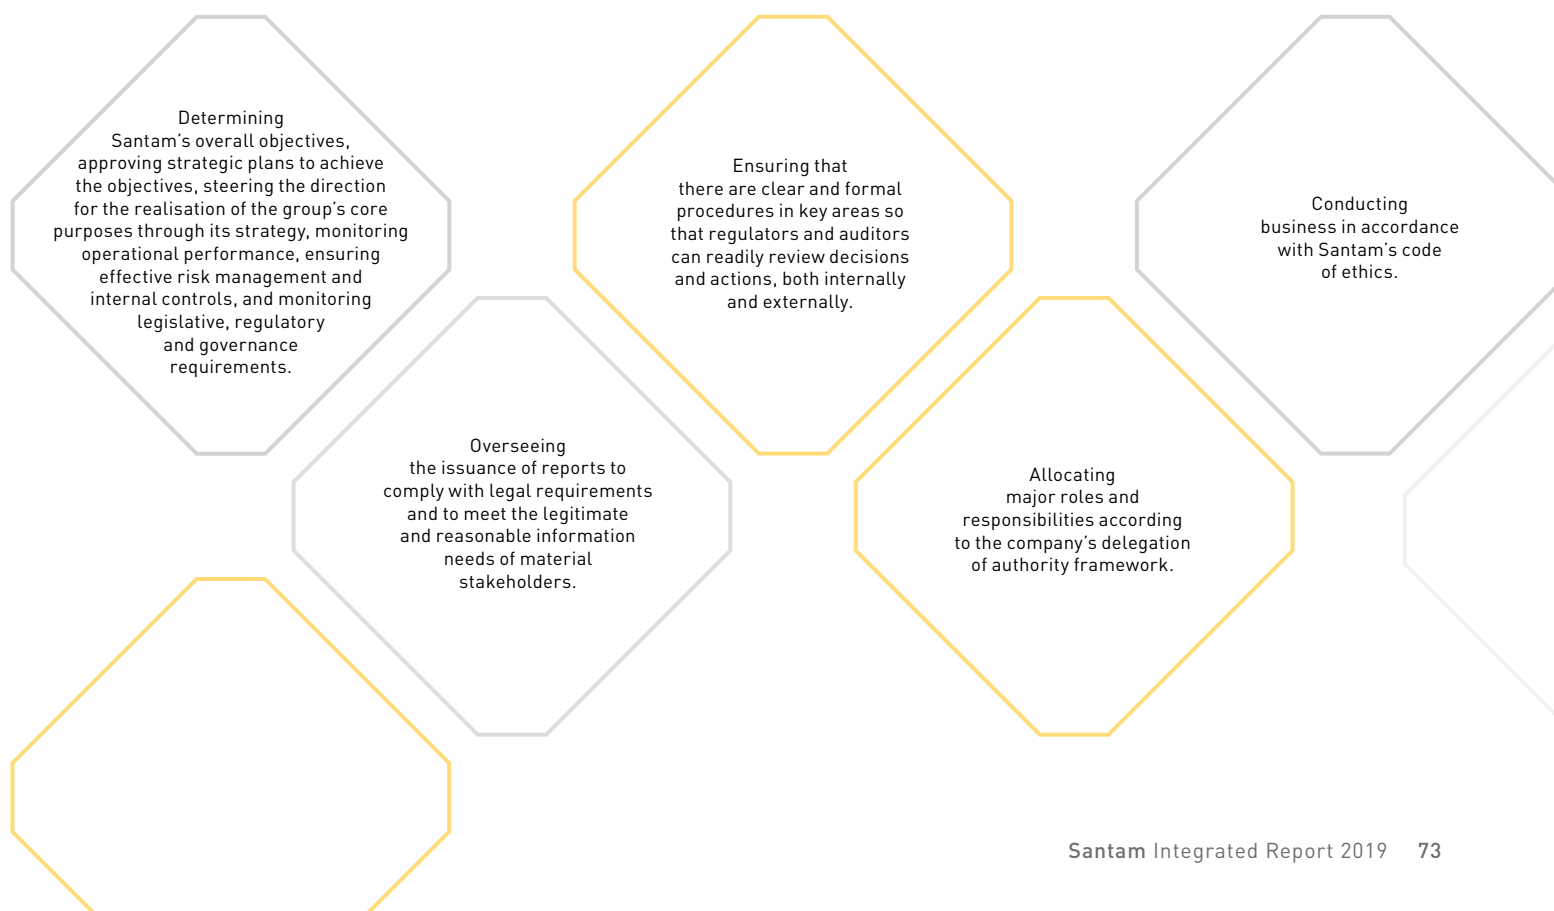 Determining
Santam’s overall objectives,
approving strategic plans to achieve
the objectives, steering the direction
for the realisation of the group’s core
purposes through its strategy, monitoring
operational performance, ensuring
effective risk management and
internal controls, and monitoring
legislative, regulatory
and governance
requirements.
Overseeing
the issuance of reports to
comply with legal requirements
and to meet the legitimate
and reasonable information
needs of material
stakeholders.
Ensuring that
there are clear and formal
procedures in key areas so
that regulators and auditors
can readily review decisions
and actions, both internally
and externally.
Allocating
major roles and
responsibilities according
to the company’s delegation
of authority framework.
Conducting
business in accordance
with Santam’s code
of ethics.
Santam Integrated Report 2019 73